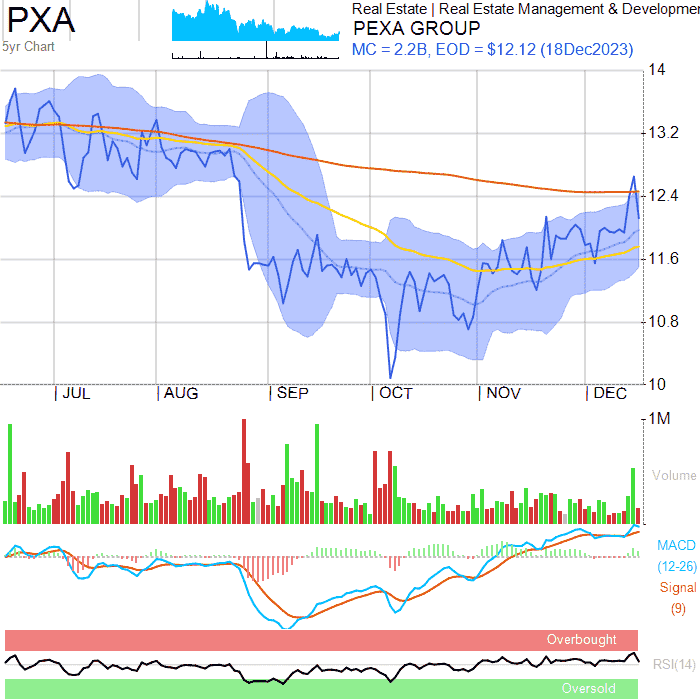 PXA
5yr Chart
Real Estate | Real Estate Management & Developmen
PEXA GROUP
MC = 2.2B, EOD = $12.12 (18Dec2023)
14
13.2
12.4
11.6
10.8
10
JUL AUG SEP OCT NOV DEC
1M
Volume
MACD
(12-26)
Signal
(9)
Overbought
RSI(14)
Oversold